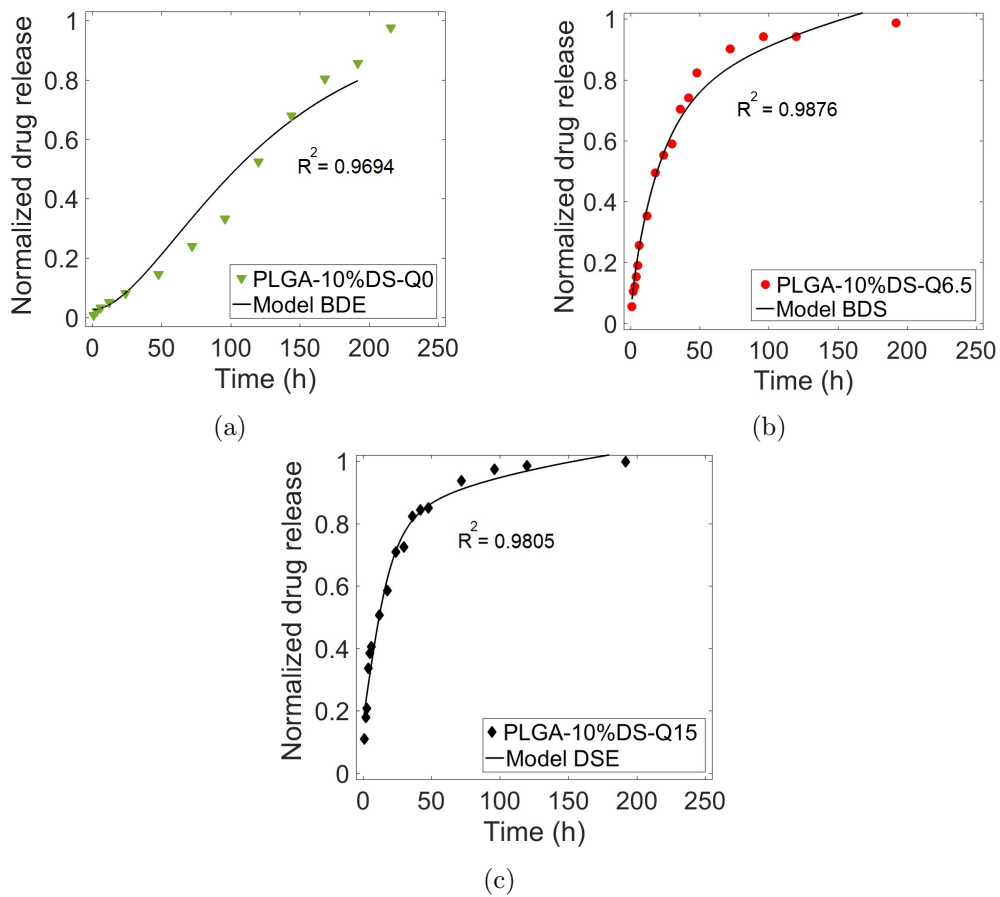 Normalized drug release
1
0.8
0.6
0.4
0.2
0
R² = 0.9694
PLGA-10%DS-Q0
Model BDE
0 50 100 150 200 250
Time (h)
(a)
Normalized drug release
1
0.8
0.6
0.4
0.2
0
R² = 0.9876
PLGA-10%DS-Q6.5
Model BDS
0 50 100 150 200 250
Time (h)
(b)
Normalized drug release
1
0.8
0.6
0.4
0.2
0
R² = 0.9805
PLGA-10%DS-Q15
Model DSE
0 50 100 150 200 250
Time (h)
(c)